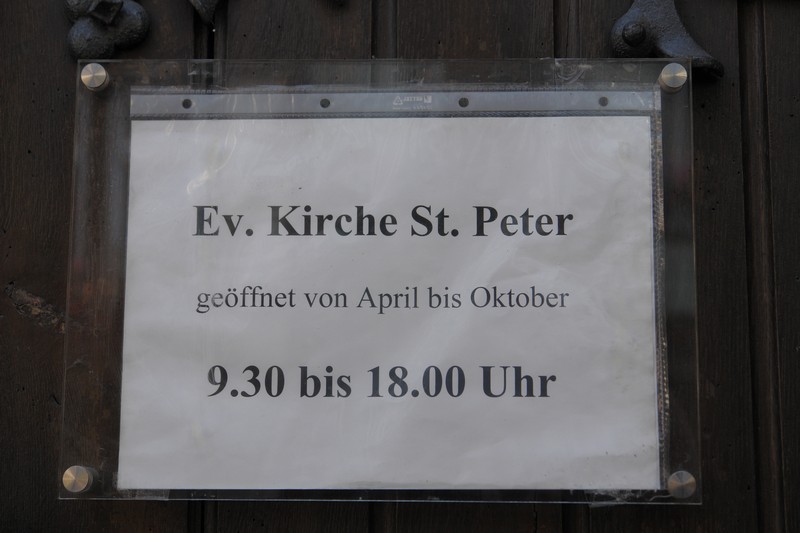 Ev. Kirche St. Peter
geöffnet von April bis Oktober
9.30 bis 18.00 Uhr